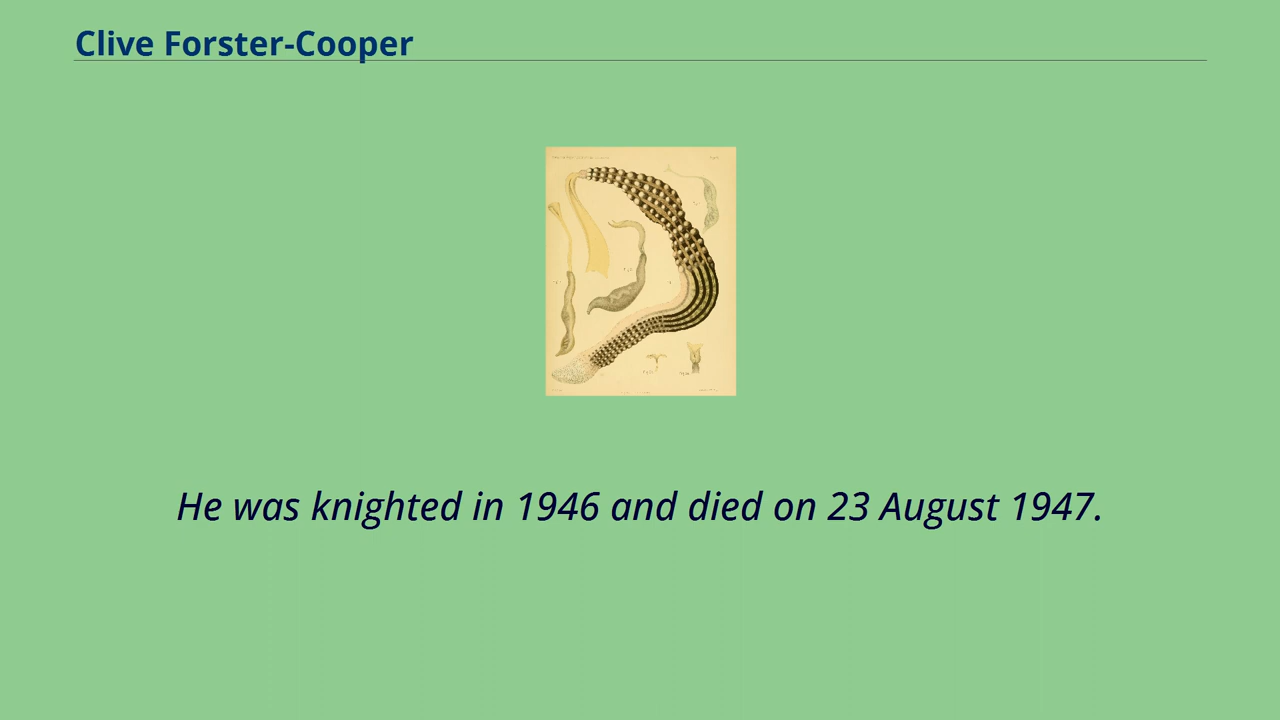 Clive Forster-Cooper
He was knighted in 1946 and died on 23 August 1947.